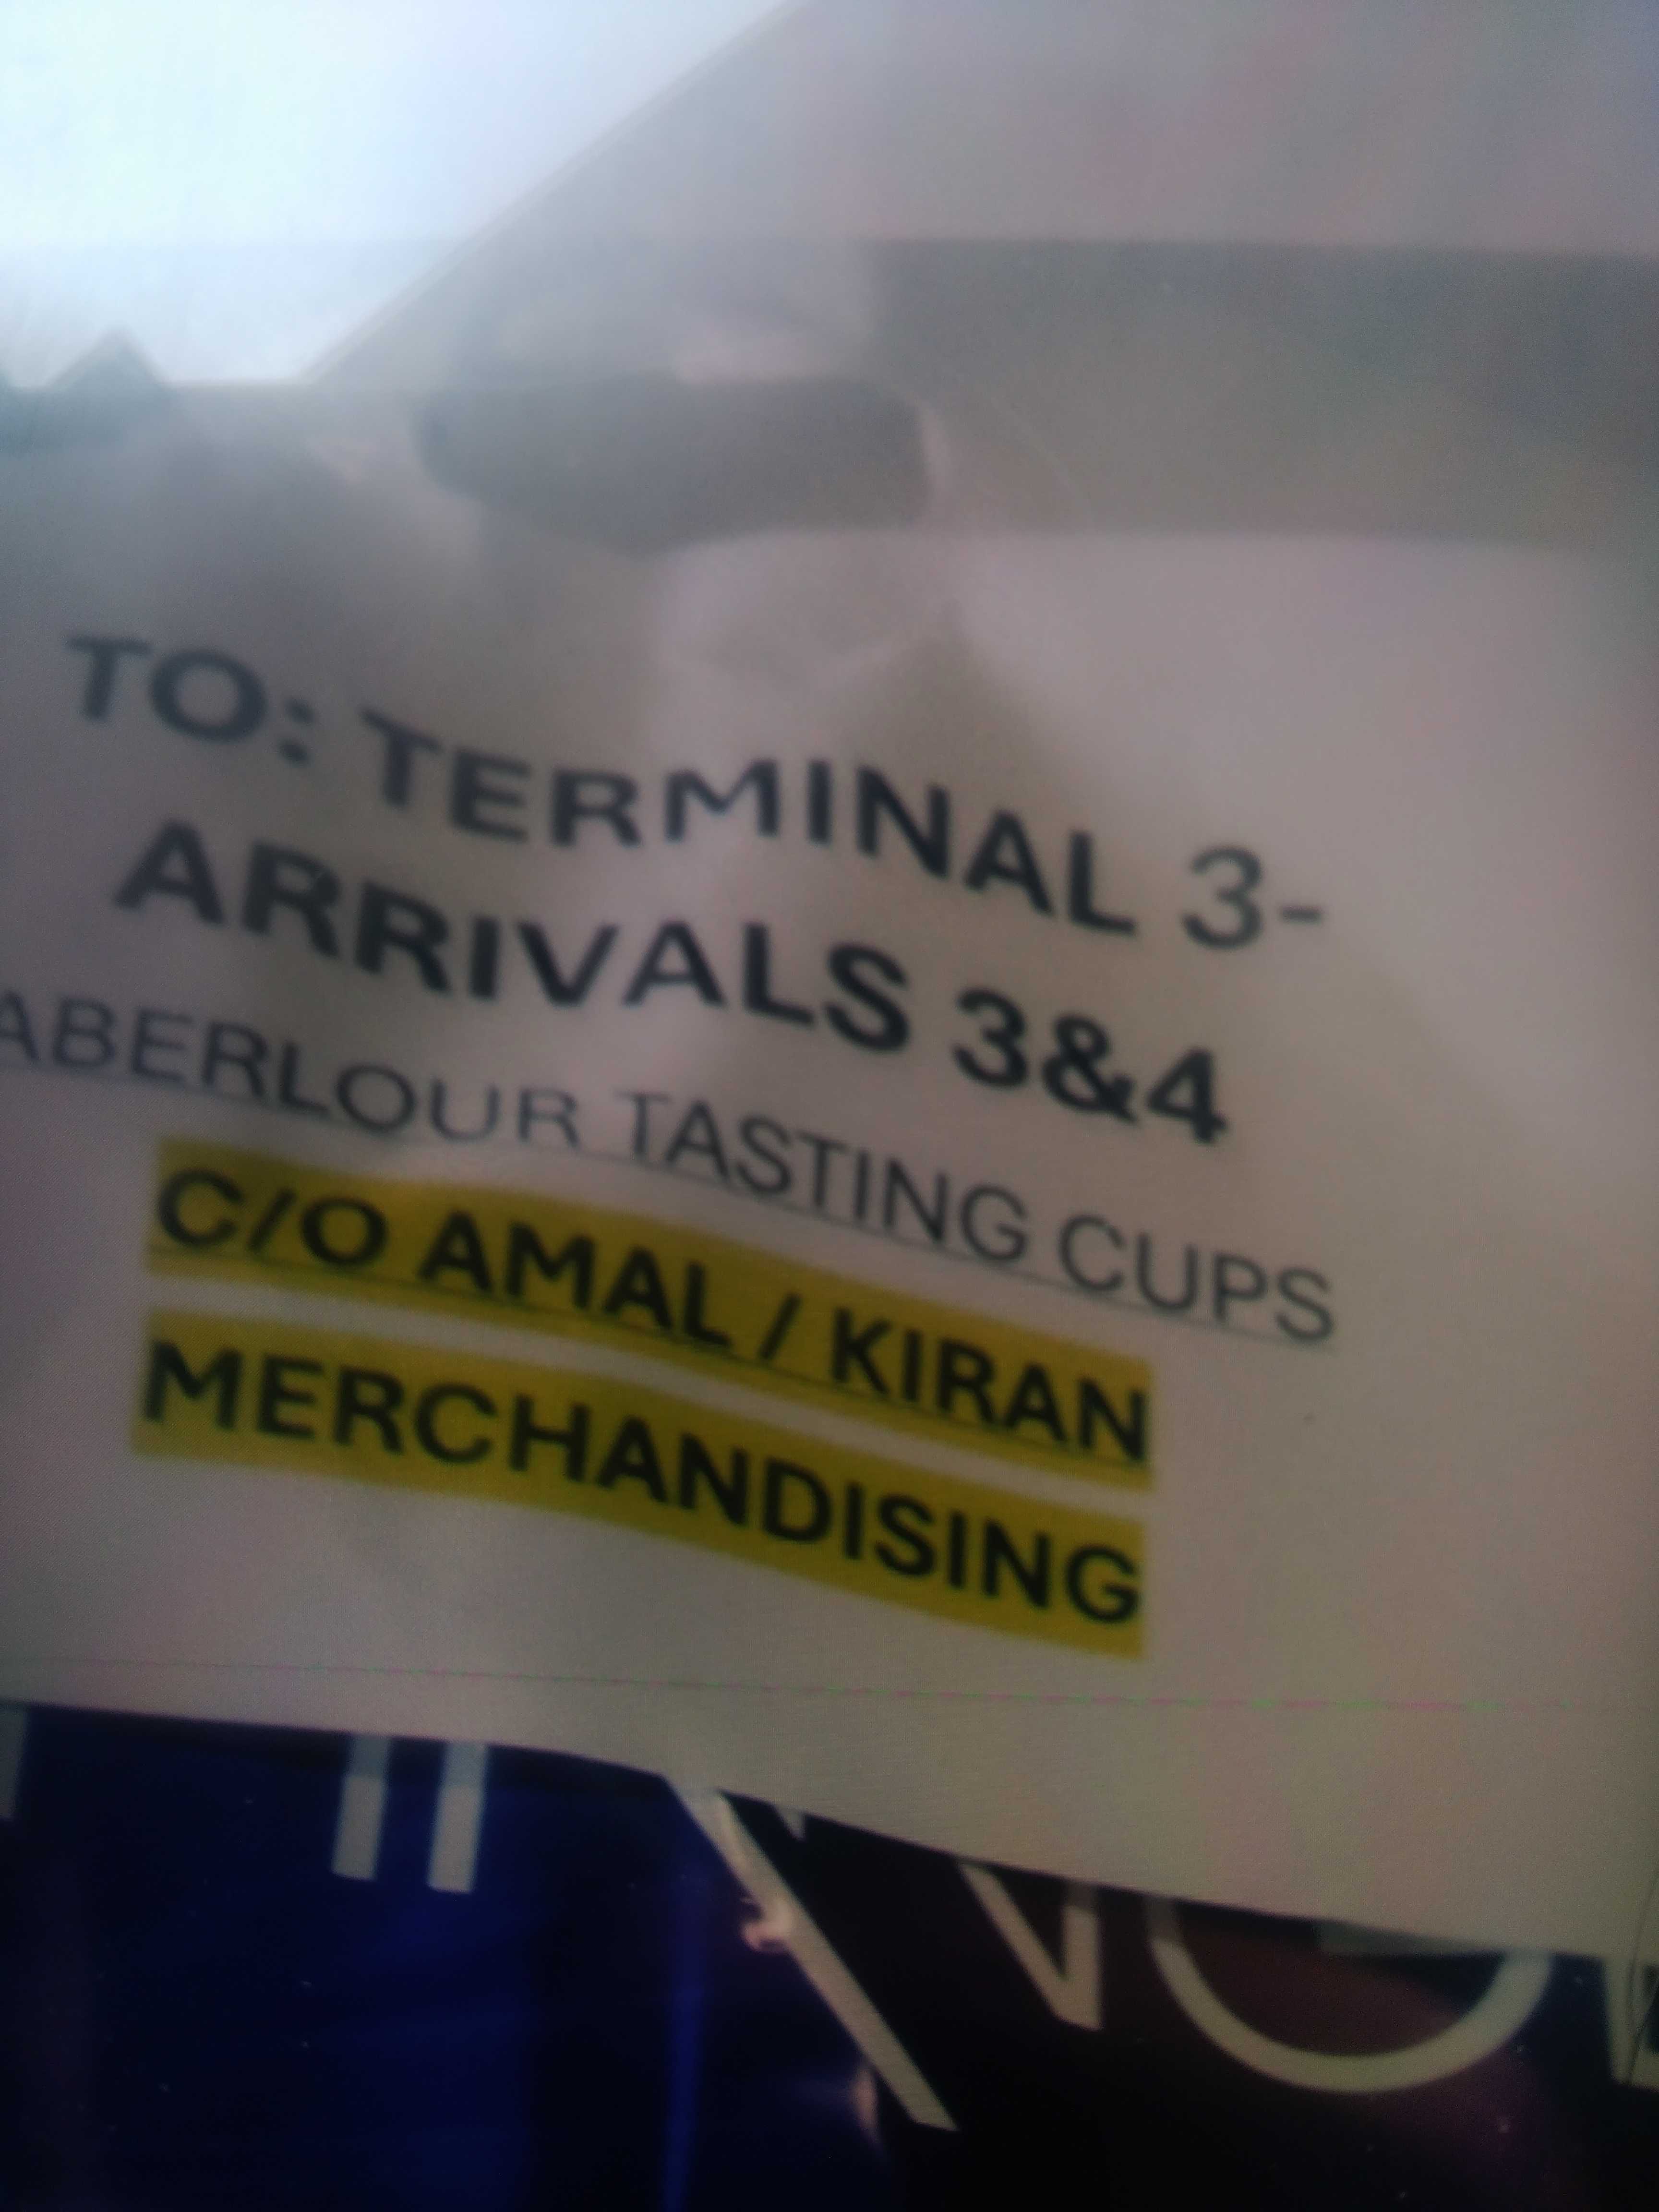 TO: TERMINAL 3-
ARRIVALS 3&4
ABERLOUR TASTING CUPS
C/O AMAL / KIRAN
MERCHANDISING